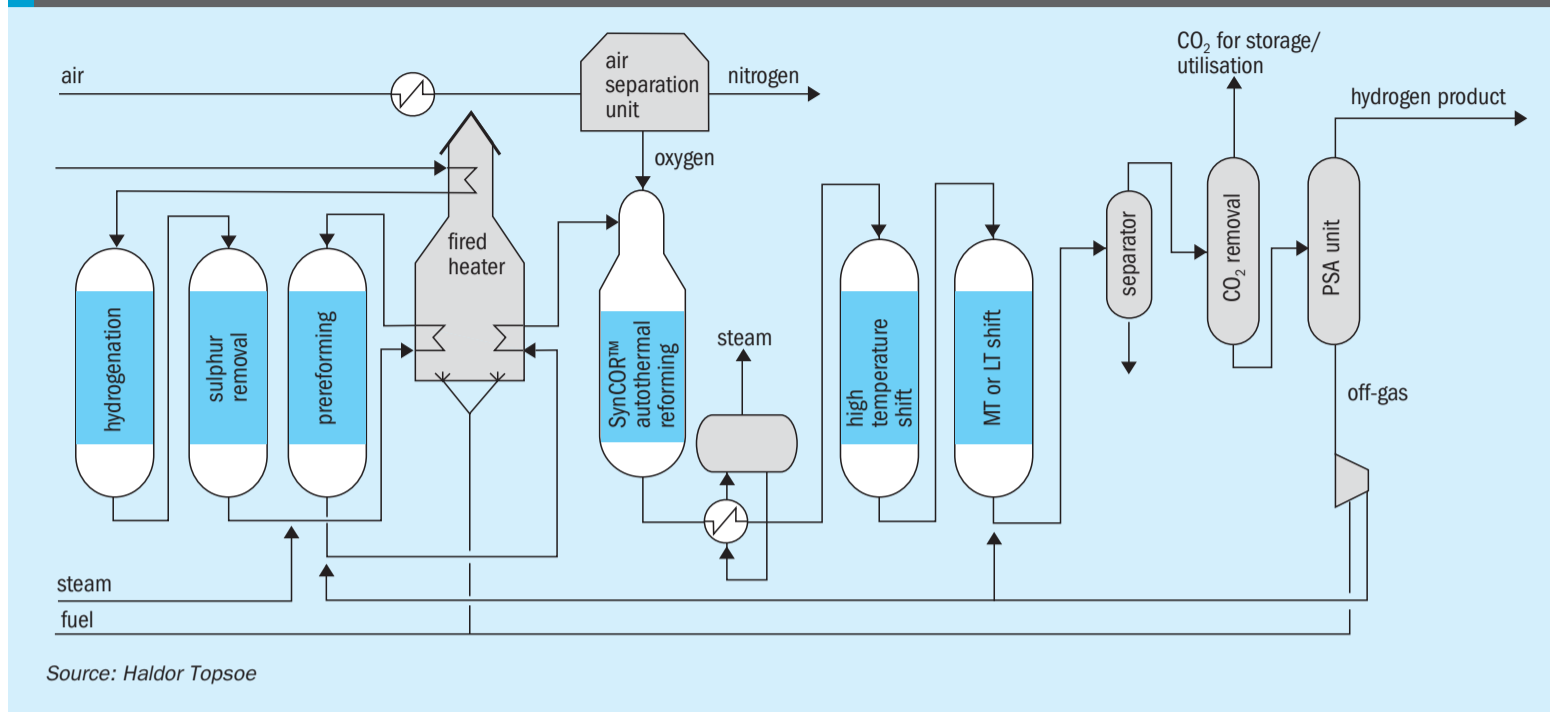 air
air
separation
unit
nitrogen
oxygen
CO₂ for storage/
utilisation
hydrogen product
fired
heater
hydrogenation
sulphur
removal
prereforming
SynCOR™
autothermal
reforming
steam
high
temperature
shift
MT or LT shift
separator
CO₂ removal
PSA unit
off-gas
steam
fuel
Source: Haldor Topsoe